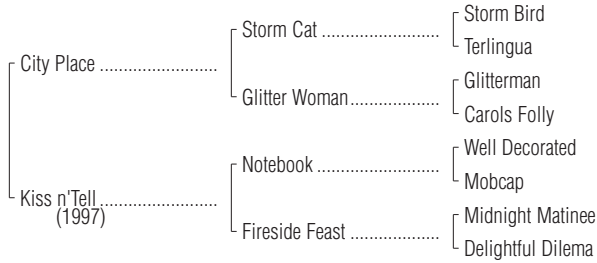 Storm Bird
Storm Cat ........................
Terlingua
City Place ........................
Glitterman
Glitter Woman ..................
Carols Folly
Well Decorated
Notebook .........................
Mobcap
Kiss n'Tell ........................
(1997)
Midnight Matinee
Fireside Feast ..................
Delightful Dilema